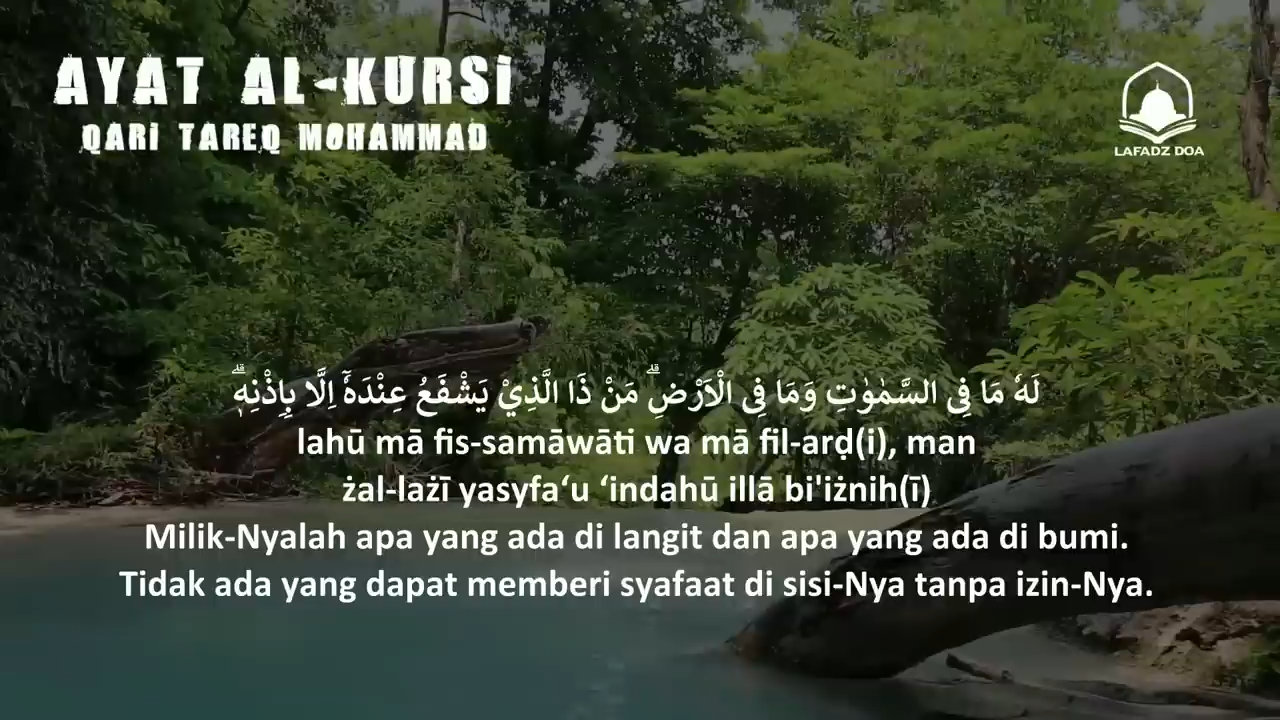 AYAT AL-KURSi
QARi TAREQ MOHAMMAD
LAFADZ DOA
لَهٗ مَا فِى السَّمٰوٰتِ وَمَا فِى الْاَرْضِۗ مَنْ ذَا الَّذِيْ يَشْفَعُ عِنْدَهٗٓ اِلَّا بِاِذْنِهٖۗ
lahū mā fis-samāwāti wa mā fil-arḍ(i), man
żal-lażī yasyfa‘u ‘indahū illā bi'iżnih(ī)
Milik-Nyalah apa yang ada di langit dan apa yang ada di bumi.
Tidak ada yang dapat memberi syafaat di sisi-Nya tanpa izin-Nya.